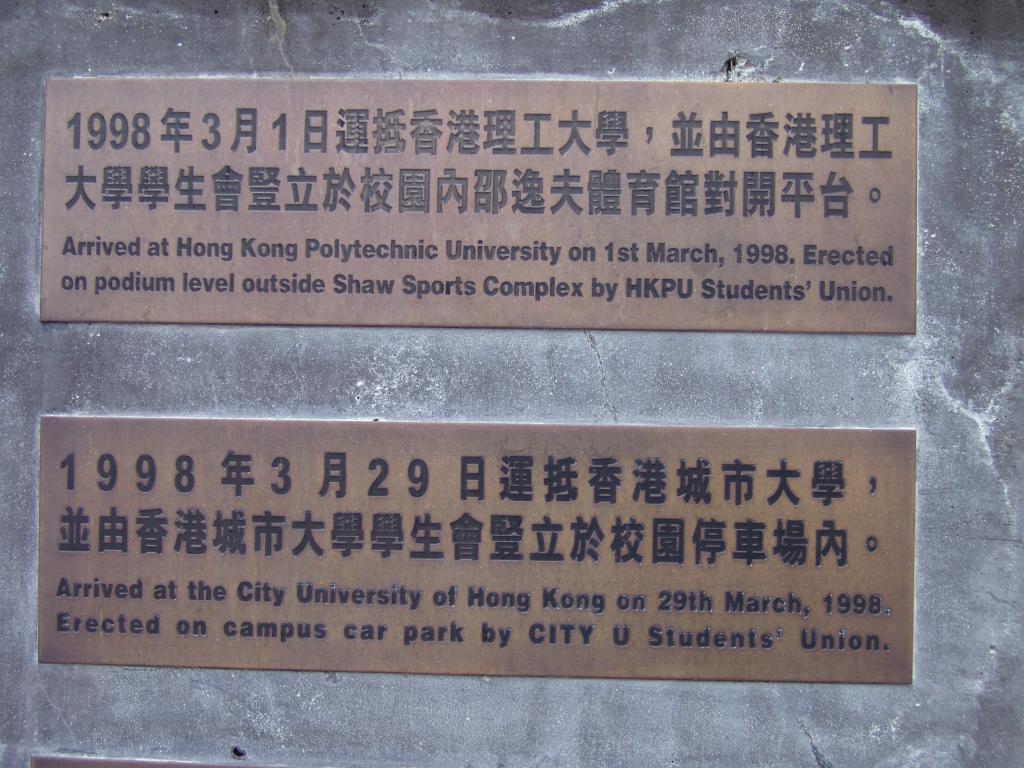 1998年3月1日運抵香港理工大學，並由香港理工
大學學生會豎立於校園內邵逸夫體育館對開平台。
Arrived at Hong Kong Polytechnic University on 1st March, 1998. Erected
on podium level outside Shaw Sports Complex by HKPU Students' Union.
1998年3月29日運抵香港城市大學，
並由香港城市大學學生會豎立於校園停車場內。
Arrived at the City University of Hong Kong on 29th March, 1998.
Erected on campus car park by CITY U Students' Union.